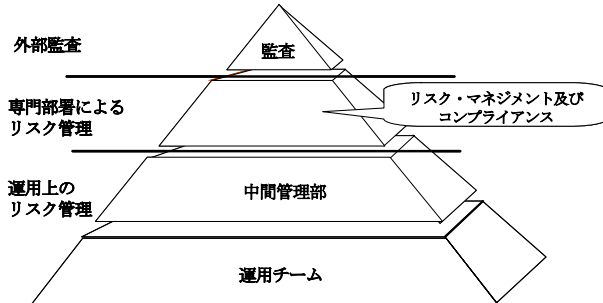 外部監査
監査
専門部署による
リスク管理
リスク・マネジメント及び
コンプライアンス
運用上の
リスク管理
中間管理部
運用チーム